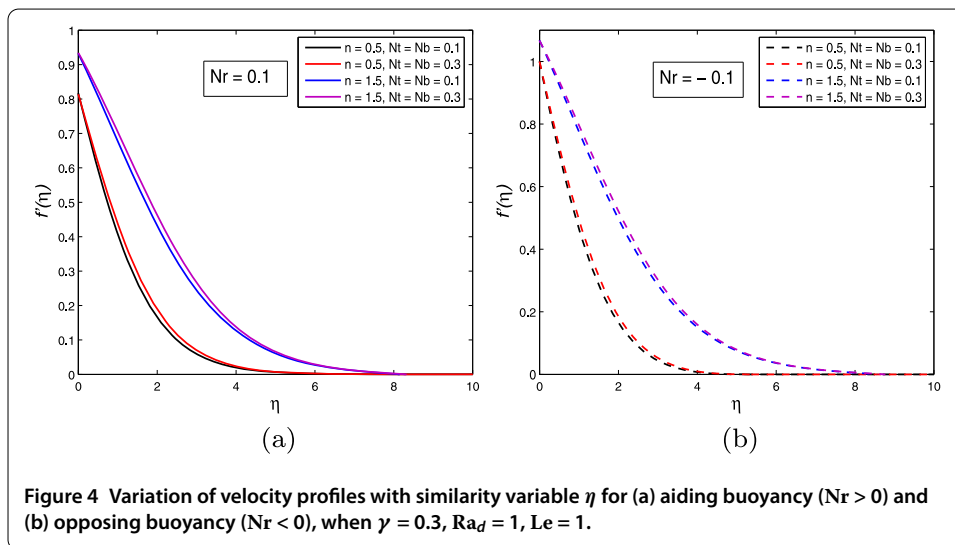 1
0.9
0.8
0.7
0.6
0.5
0.4
0.3
0.2
0.1
0
f'(η)
Nr = 0.1
n = 0.5, Nt = Nb = 0.1
n = 0.5, Nt = Nb = 0.3
n = 1.5, Nt = Nb = 0.1
n = 1.5, Nt = Nb = 0.3
0 2 4 6 8 10
η
(a)
1
0.8
0.6
0.4
0.2
0
f'(η)
Nr = − 0.1
n = 0.5, Nt = Nb = 0.1
n = 0.5, Nt = Nb = 0.3
n = 1.5, Nt = Nb = 0.1
n = 1.5, Nt = Nb = 0.3
0 2 4 6 8 10
η
(b)
Figure 4 Variation of velocity profiles with similarity variable η for (a) aiding buoyancy (Nr > 0) and
(b) opposing buoyancy (Nr < 0), when γ = 0.3, Ra_d = 1, Le = 1.